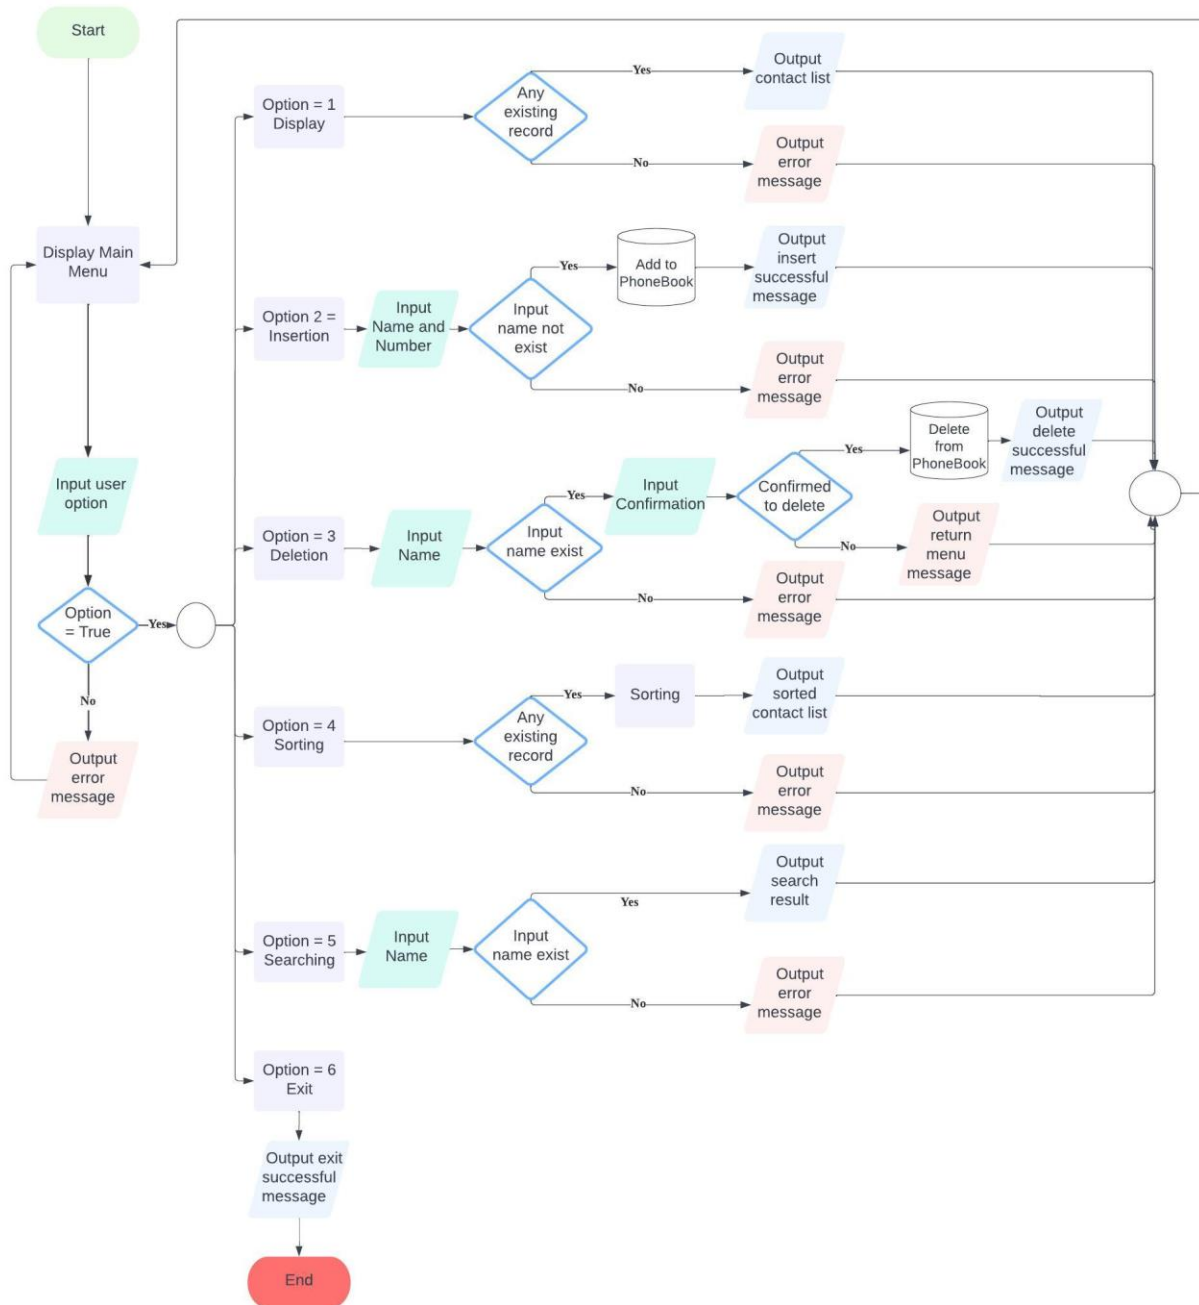 Start
Display Main
Menu
Input user
option
Option
= True
Yes
No
Output
error
message
Option = 1
Display
Any
existing
record
Yes
Output
contact list
No
Output
error
message
Option 2 =
Insertion
Input
Name and
Number
Input
name not
exist
Yes
Add to
PhoneBook
Output
insert
successful
message
No
Output
error
message
Option = 3
Deletion
Input
Name
Input
name exist
Yes
Input
Confirmation
Confirmed
to delete
Yes
Delete
from
PhoneBook
Output
delete
successful
message
No
Output
return
menu
message
No
Output
error
message
Option = 4
Sorting
Any
existing
record
Yes
Sorting
Output
sorted
contact list
No
Output
error
message
Option = 5
Searching
Input
Name
Input
name exist
Yes
Output
search
result
No
Output
error
message
Option = 6
Exit
Output exit
successful
message
End